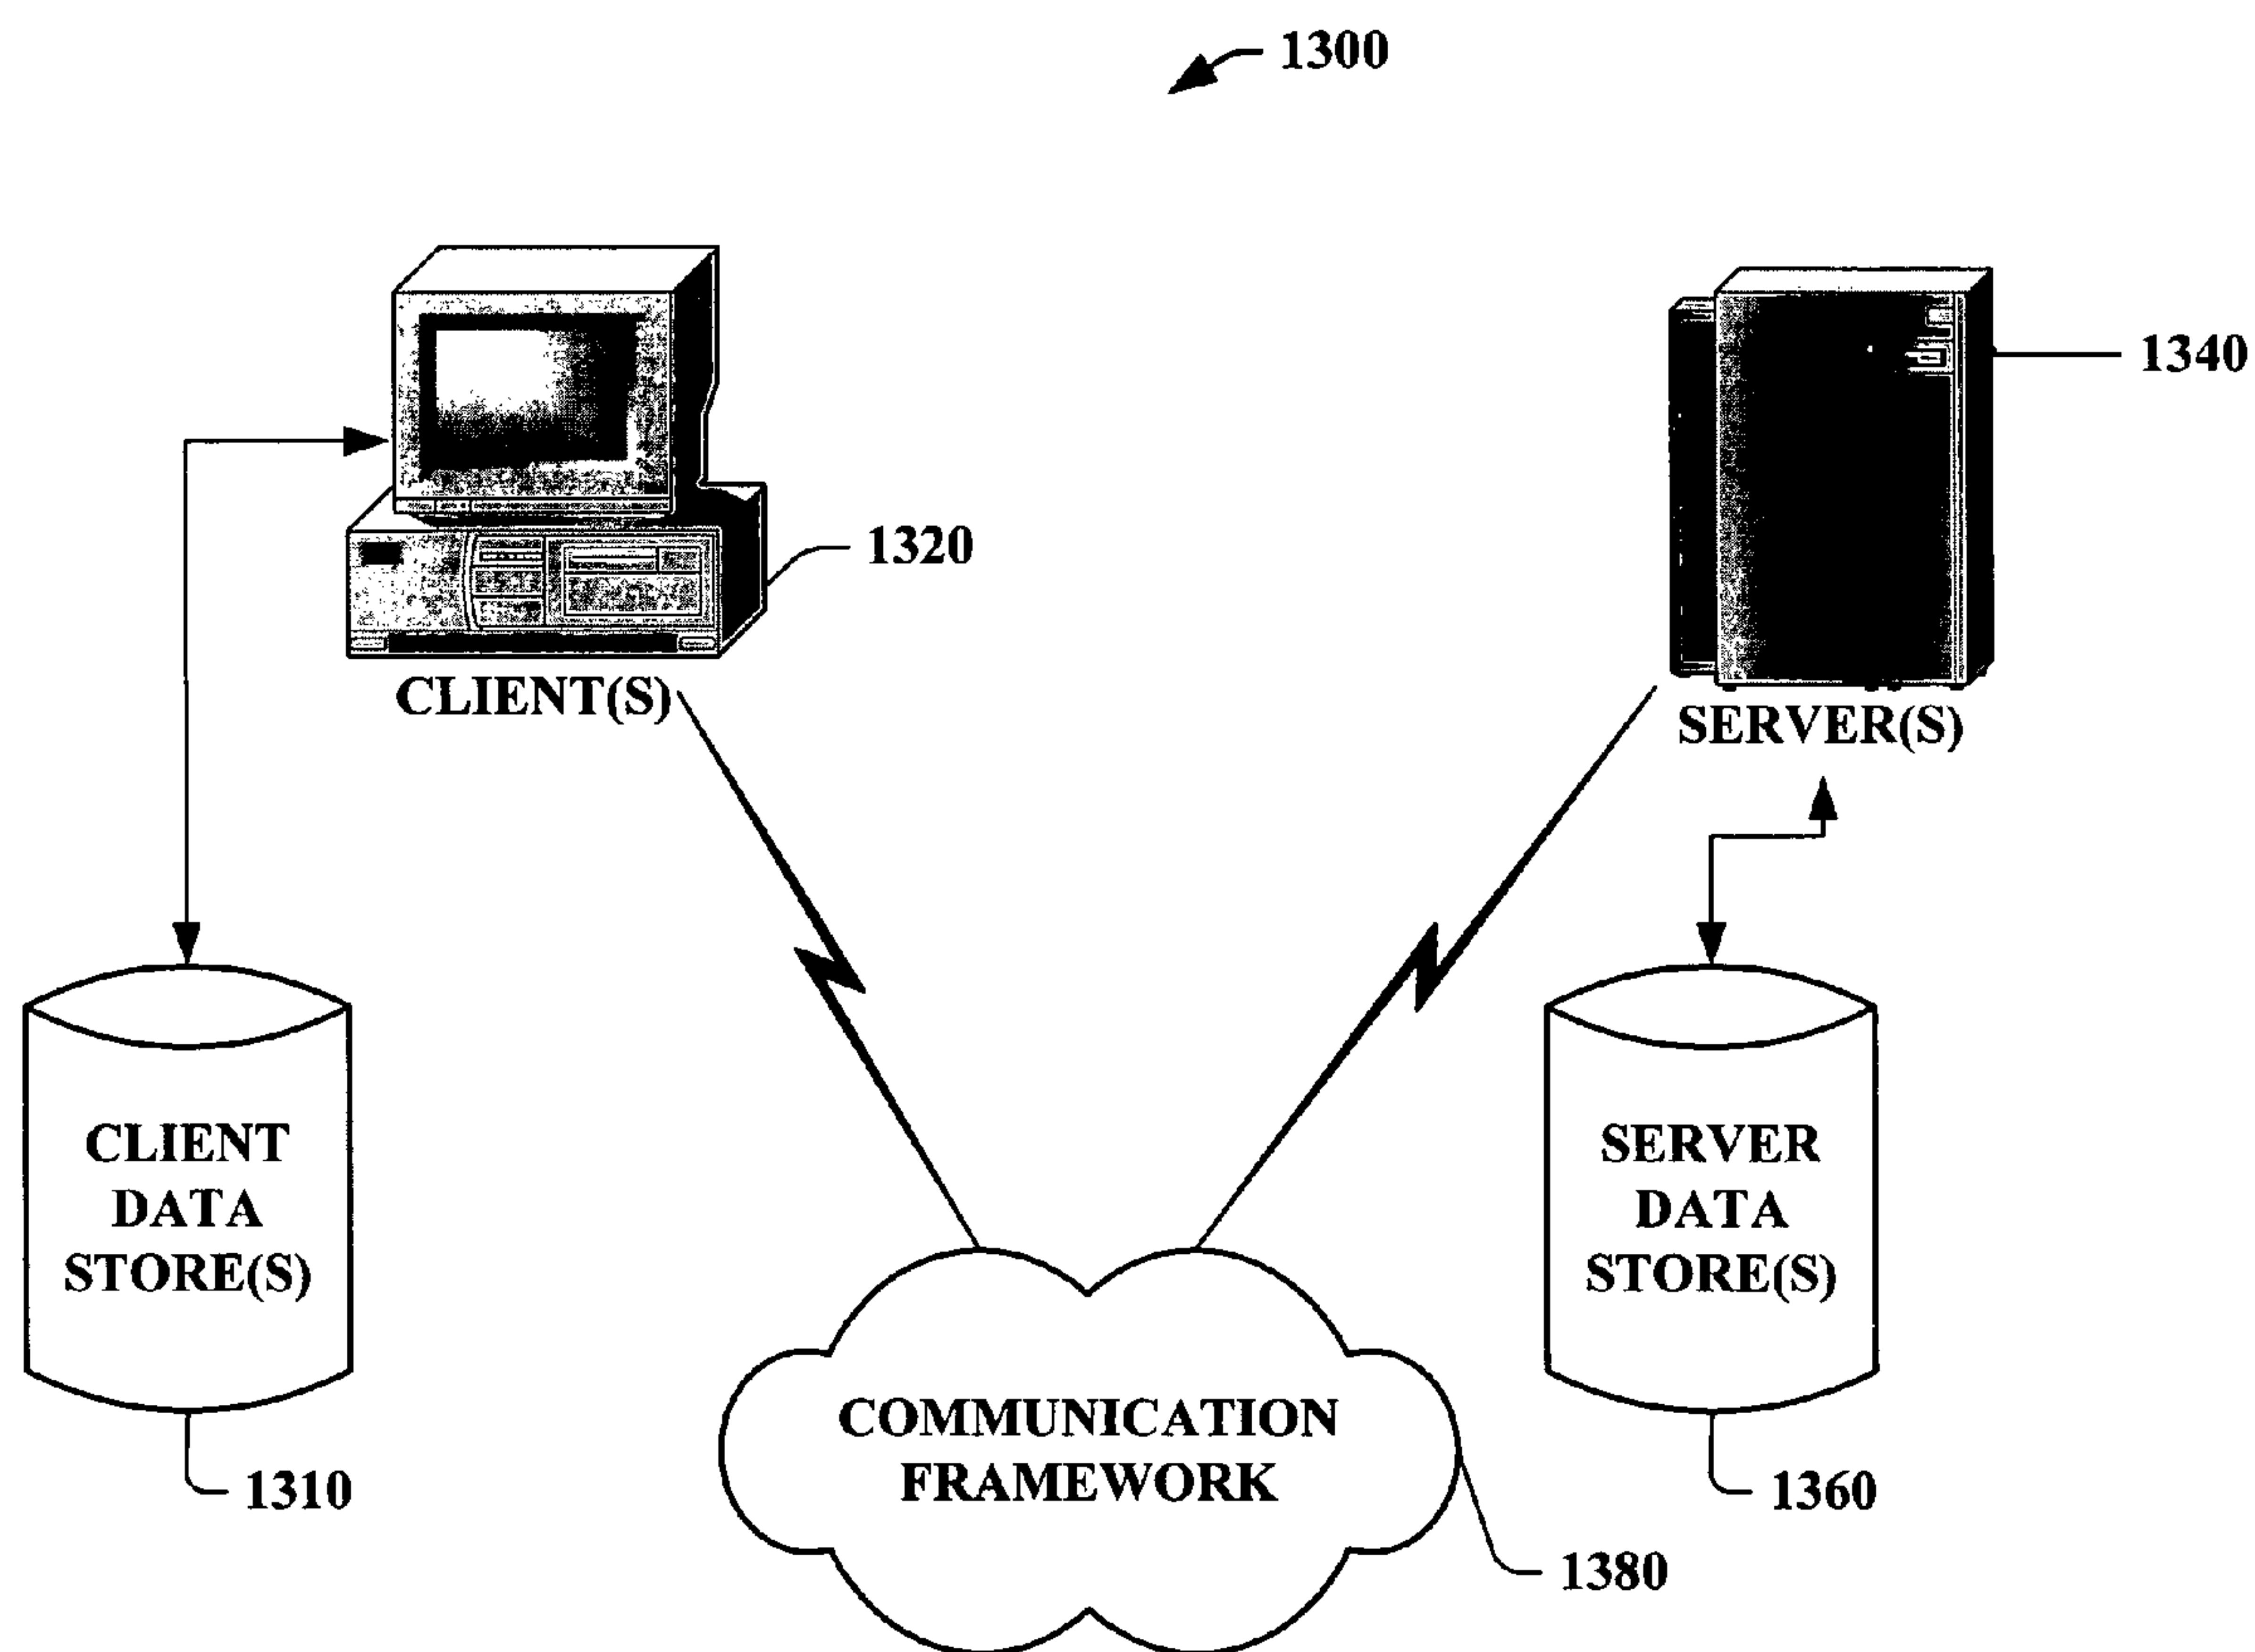 1300
1340
1320
CLIENT(S)
SERVER(S)
CLIENT
DATA
STORE(S)
SERVER
DATA
STORE(S)
COMMUNICATION
FRAMEWORK
1310
1360
1380